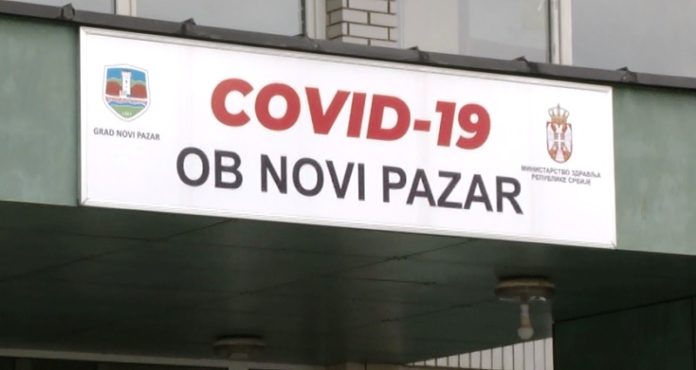 COVID-19
OB NOVI PAZAR
GRAD NOVI PAZAR
МИНИСТАРСТВО ЗДРАВЉА
РЕПУБЛИКЕ СРБИЈЕ